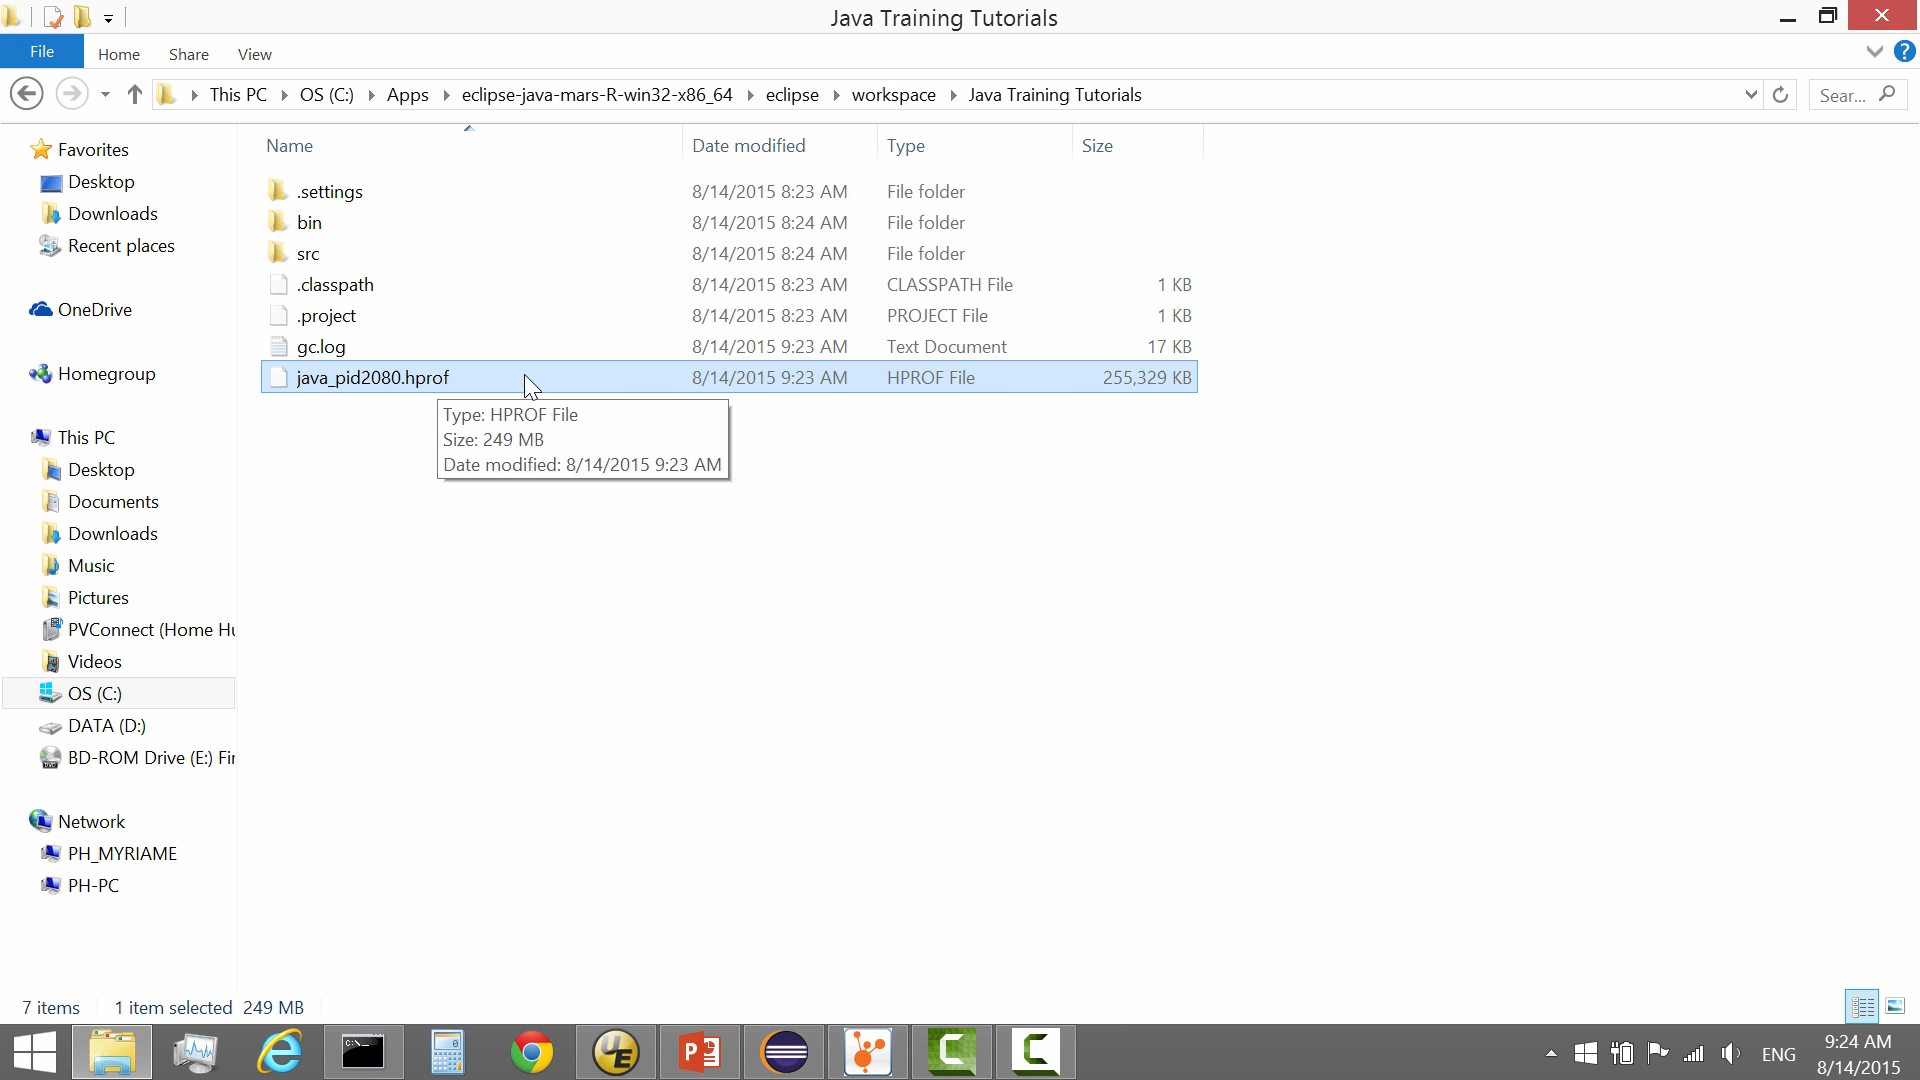 Java Training Tutorials
File Home Share View
This PC OS (C:) Apps eclipse-java-mars-R-win32-x86_64 eclipse workspace Java Training Tutorials Sear...
Name Date modified Type Size
.settings 8/14/2015 8:23 AM File folder
bin 8/14/2015 8:24 AM File folder
src 8/14/2015 8:24 AM File folder
.classpath 8/14/2015 8:23 AM CLASSPATH File 1 KB
.project 8/14/2015 8:23 AM PROJECT File 1 KB
gc.log 8/14/2015 9:23 AM Text Document 17 KB
java_pid2080.hprof 8/14/2015 9:23 AM HPROF File 255,329 KB
Type: HPROF File
Size: 249 MB
Date modified: 8/14/2015 9:23 AM
Favorites
Desktop
Downloads
Recent places
OneDrive
Homegroup
This PC
Desktop
Documents
Downloads
Music
Pictures
PVConnect (Home Hu
Videos
OS (C:)
DATA (D:)
BD-ROM Drive (E:) Fir
Network
PH_MYRIAME
PH-PC
7 items 1 item selected 249 MB
ENG
9:24 AM
8/14/2015